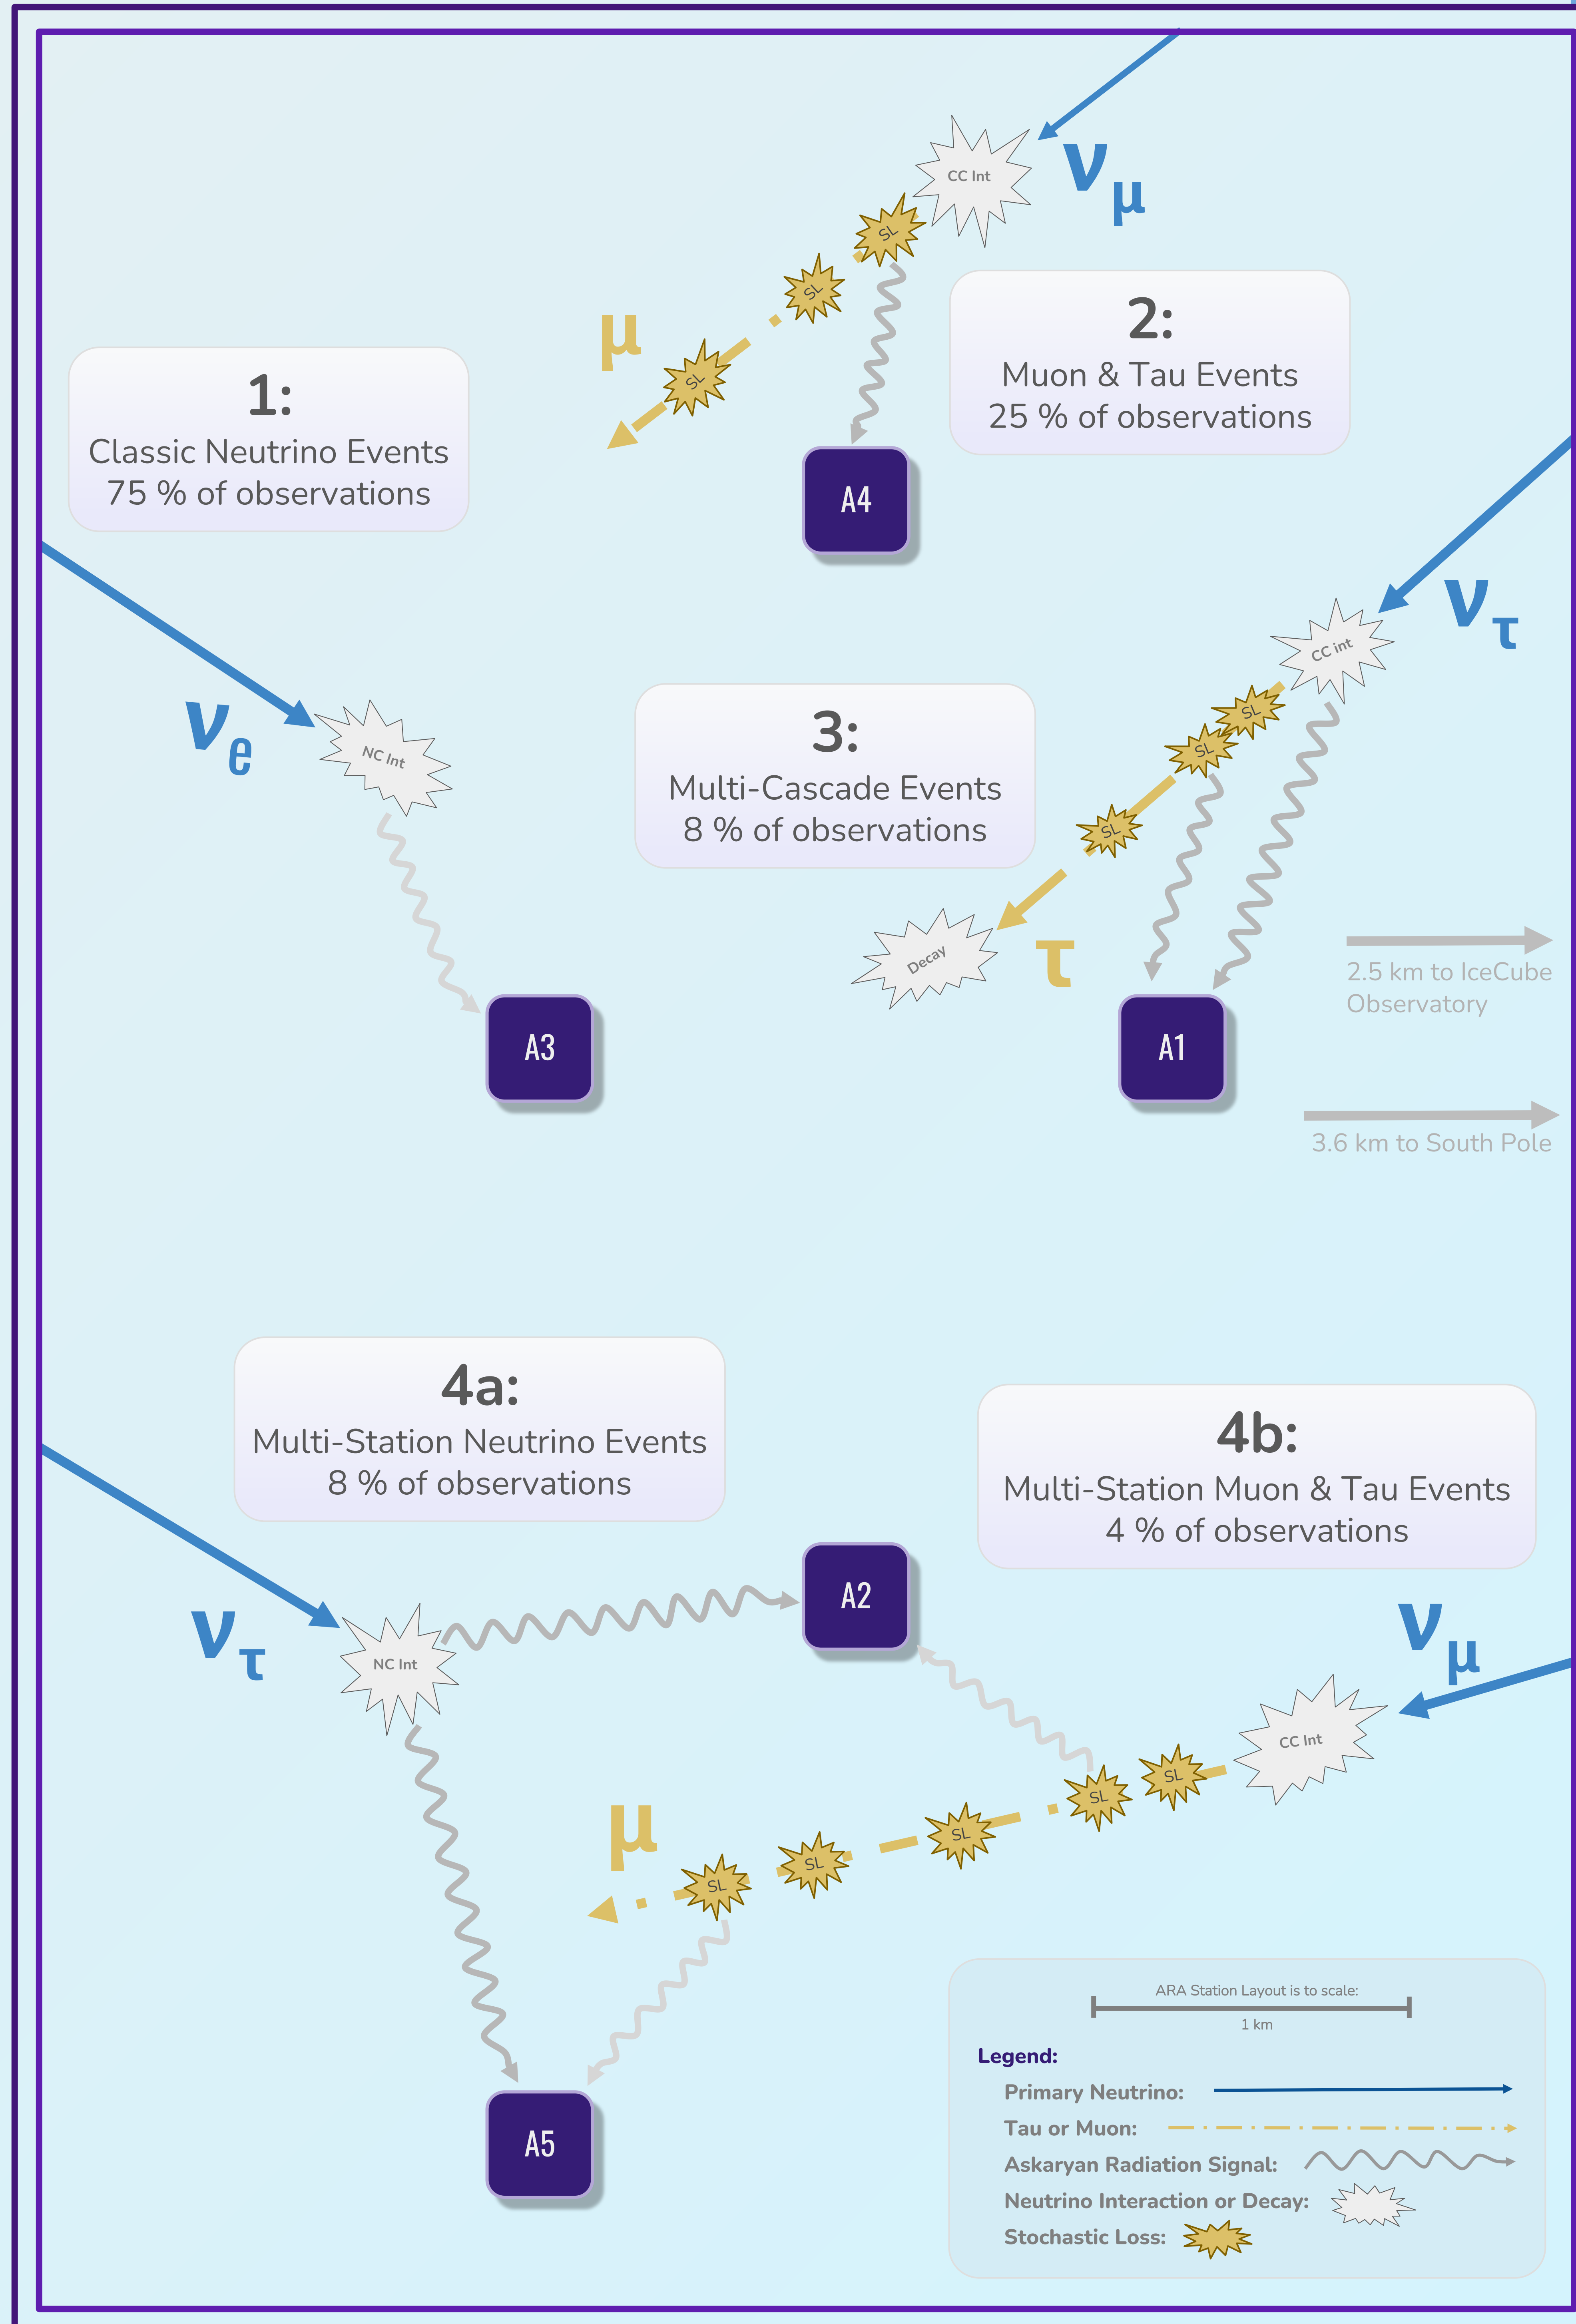 CC Int
ν
μ
SL
SL
SL
μ
2:
Muon & Tau Events
25 % of observations
1:
Classic Neutrino Events
75 % of observations
A4
ν
τ
CC int
SL
SL
SL
ν
e
NC Int
3:
Multi-Cascade Events
8 % of observations
Decay
τ
2.5 km to IceCube
Observatory
A3
A1
3.6 km to South Pole
4a:
Multi-Station Neutrino Events
8 % of observations
4b:
Multi-Station Muon & Tau Events
4 % of observations
A2
ν
τ
NC Int
ν
μ
CC Int
SL
SL
SL
SL
SL
μ
A5
ARA Station Layout is to scale:
1 km
Legend:
Primary Neutrino:
Tau or Muon:
Askaryan Radiation Signal:
Neutrino Interaction or Decay:
Stochastic Loss: